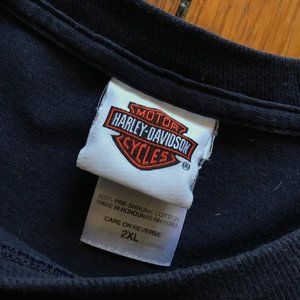 MOTOR
HARLEY-DAVIDSON
CYCLES
®
100% PRE-SHRUNK COTTON
MADE IN HONDURAS
CARE ON REVERSE
2XL